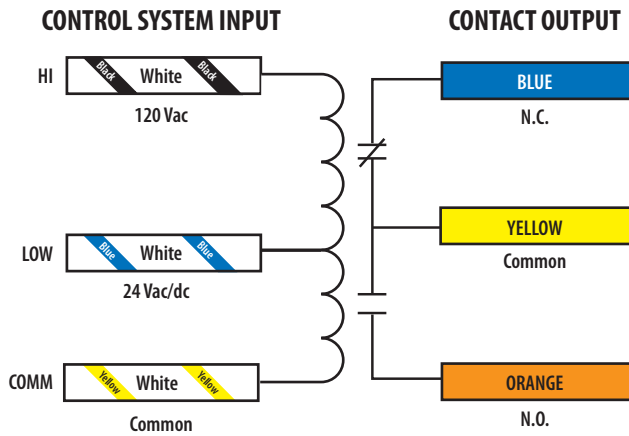 CONTROL SYSTEM INPUT
CONTACT OUTPUT
HI
Black White Black
120 Vac
BLUE
N.C.
LOW
Blue White Blue
24 Vac/dc
YELLOW
Common
COMM
Yellow White Yellow
Common
ORANGE
N.O.